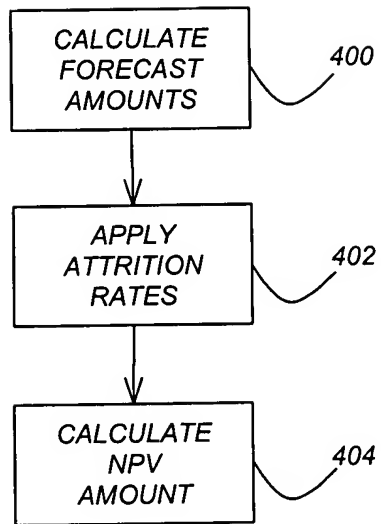 CALCULATE
FORECAST
AMOUNTS
400
APPLY
ATTRITION
RATES
402
CALCULATE
NPV
AMOUNT
404